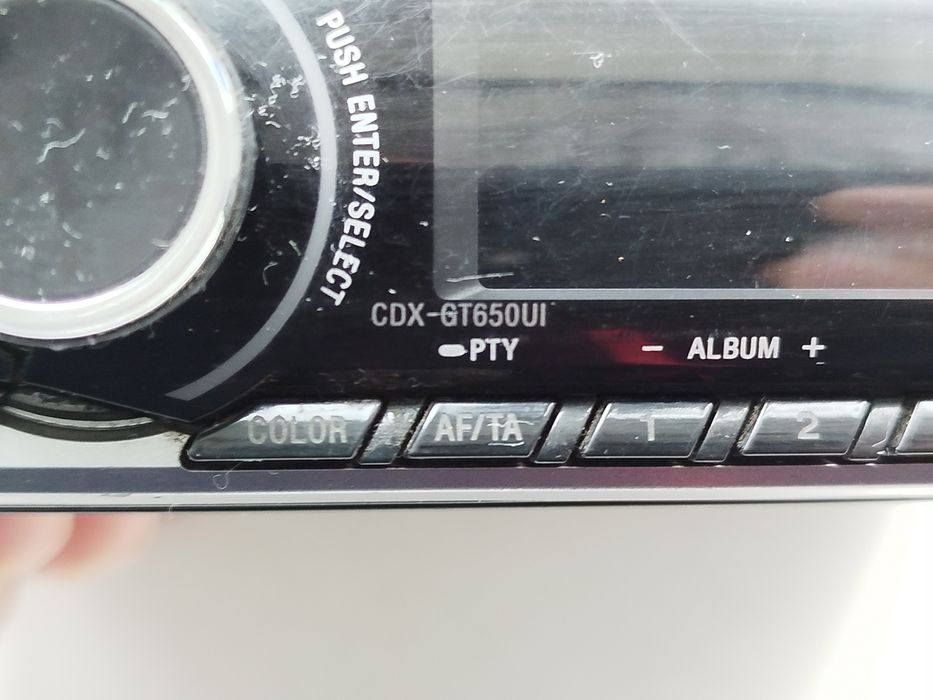 PUSH ENTER/SELECT
CDX-GT650UI
PTY
- ALBUM +
COLOR
AF/TA
1
2